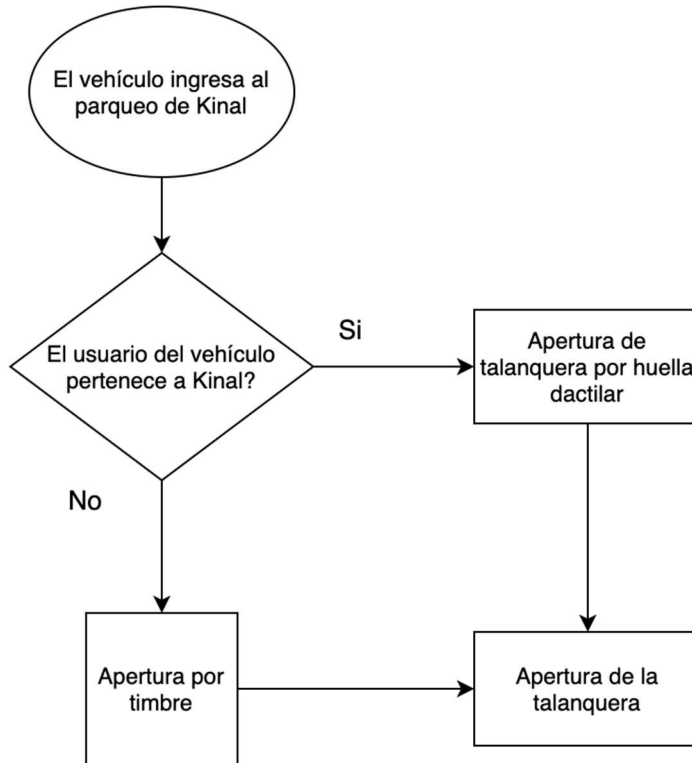 El vehículo ingresa al
parqueo de Kinal
El usuario del vehículo
pertenece a Kinal?
Si
Apertura de
talanquera por huella
dactilar
No
Apertura por
timbre
Apertura de la
talanquera